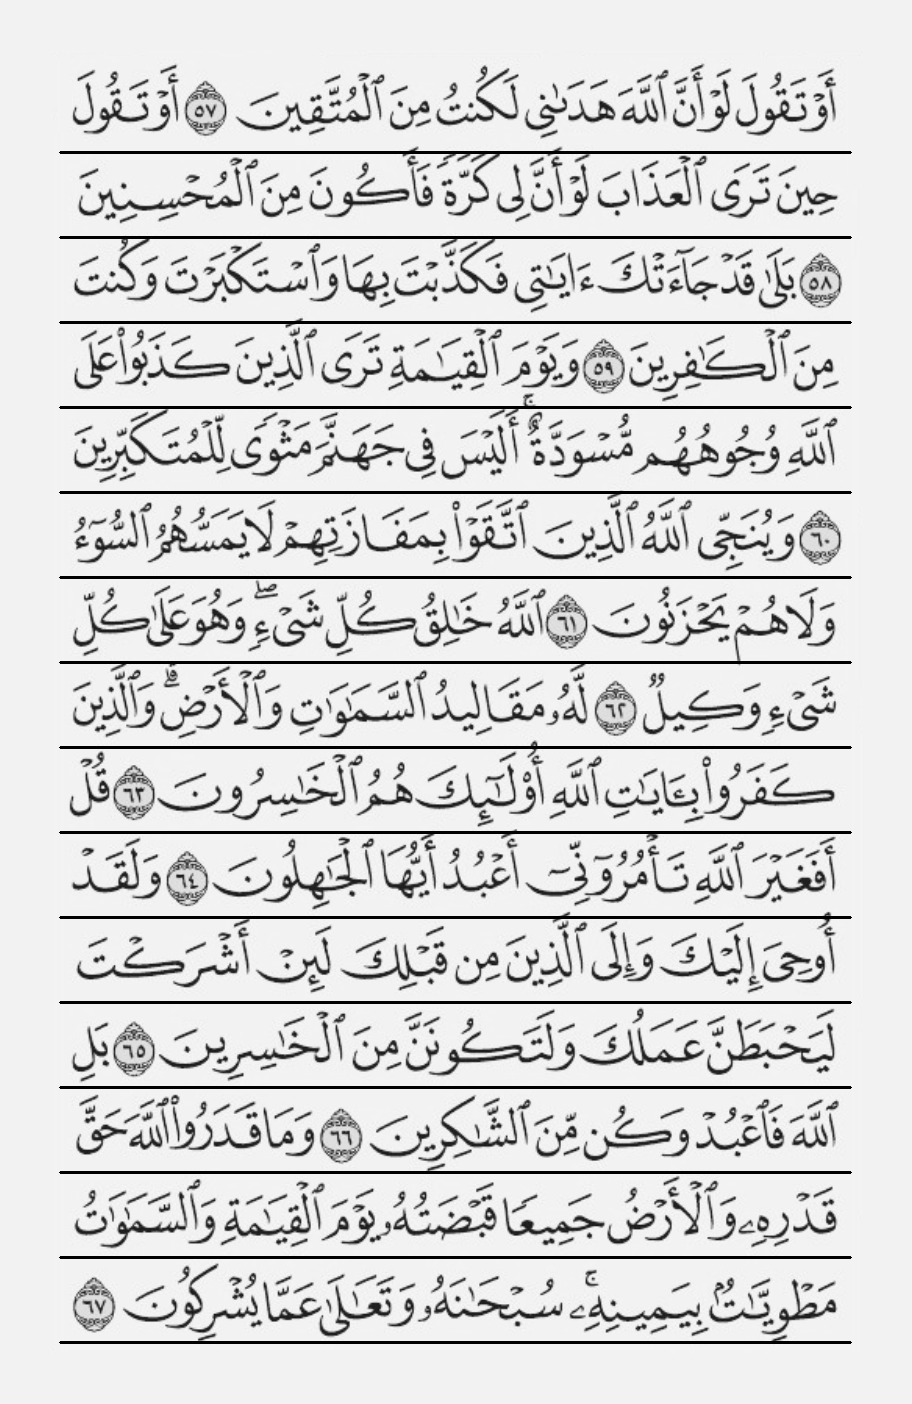 أَوْ تَقُولَ لَوْ أَنَّ ٱللَّهَ هَدَىٰنِى لَكُنتُ مِنَ ٱلْمُتَّقِينَ ٥٧ أَوْ تَقُولَ
حِينَ تَرَى ٱلْعَذَابَ لَوْ أَنَّ لِى كَرَّةً فَأَكُونَ مِنَ ٱلْمُحْسِنِينَ
٥٨ بَلَىٰ قَدْ جَآءَتْكَ ءَايَٰتِى فَكَذَّبْتَ بِهَا وَٱسْتَكْبَرْتَ وَكُنتَ
مِنَ ٱلْكَٰفِرِينَ ٥٩ وَيَوْمَ ٱلْقِيَٰمَةِ تَرَى ٱلَّذِينَ كَذَبُوا۟ عَلَى
ٱللَّهِ وُجُوهُهُم مُّسْوَدَّةٌ ۚ أَلَيْسَ فِى جَهَنَّمَ مَثْوًى لِّلْمُتَكَبِّرِينَ
٦٠ وَيُنَجِّى ٱللَّهُ ٱلَّذِينَ ٱتَّقَوْا۟ بِمَفَازَتِهِمْ لَا يَمَسُّهُمُ ٱلسُّوٓءُ
وَلَا هُمْ يَحْزَنُونَ ٦١ ٱللَّهُ خَٰلِقُ كُلِّ شَىْءٍ ۖ وَهُوَ عَلَىٰ كُلِّ
شَىْءٍ وَكِيلٌ ٦٢ لَّهُۥ مَقَالِيدُ ٱلسَّمَٰوَٰتِ وَٱلْأَرْضِ ۗ وَٱلَّذِينَ
كَفَرُوا۟ بِـَٔايَٰتِ ٱللَّهِ أُو۟لَٰٓئِكَ هُمُ ٱلْخَٰسِرُونَ ٦٣ قُلْ
أَفَغَيْرَ ٱللَّهِ تَأْمُرُوٓنِّىٓ أَعْبُدُ أَيُّهَا ٱلْجَٰهِلُونَ ٦٤ وَلَقَدْ
أُوحِىَ إِلَيْكَ وَإِلَى ٱلَّذِينَ مِن قَبْلِكَ لَئِنْ أَشْرَكْتَ
لَيَحْبَطَنَّ عَمَلُكَ وَلَتَكُونَنَّ مِنَ ٱلْخَٰسِرِينَ ٦٥ بَلِ
ٱللَّهَ فَٱعْبُدْ وَكُن مِّنَ ٱلشَّٰكِرِينَ ٦٦ وَمَا قَدَرُوا۟ ٱللَّهَ حَقَّ
قَدْرِهِۦ وَٱلْأَرْضُ جَمِيعًا قَبْضَتُهُۥ يَوْمَ ٱلْقِيَٰمَةِ وَٱلسَّمَٰوَٰتُ
مَطْوِيَّٰتٌۢ بِيَمِينِهِۦ ۚ سُبْحَٰنَهُۥ وَتَعَٰلَىٰ عَمَّا يُشْرِكُونَ ٦٧